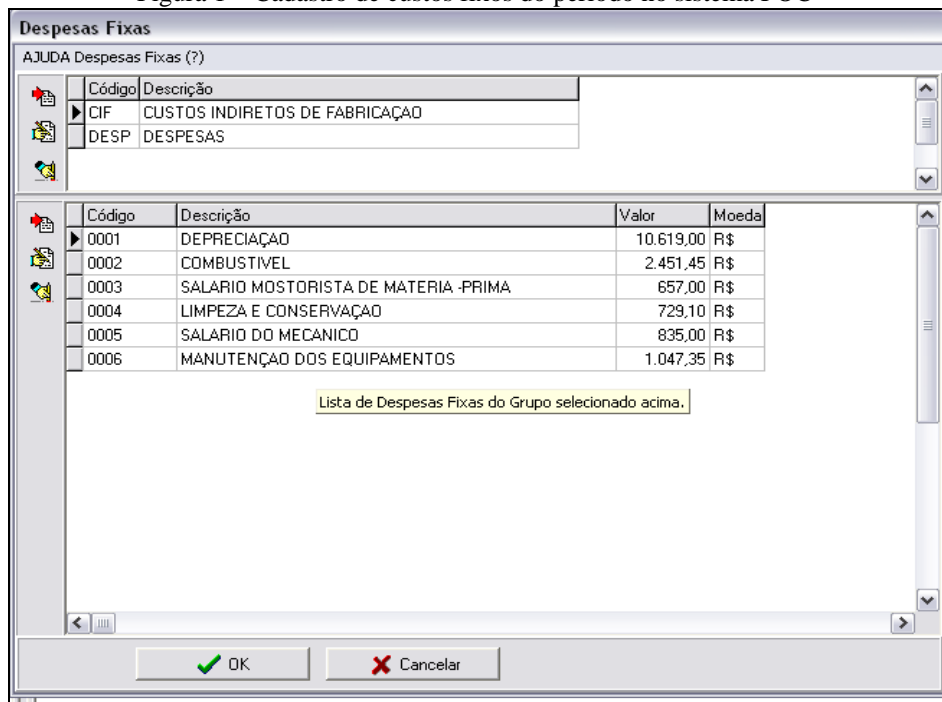 Despesas Fixas
AJUDA Despesas Fixas (?)
Código Descrição
CIF CUSTOS INDIRETOS DE FABRICAÇAO
DESP DESPESAS
Código Descrição Valor Moeda
0001 DEPRECIAÇAO 10.619,00 R$
0002 COMBUSTIVEL 2.451,45 R$
0003 SALARIO MOSTORISTA DE MATERIA -PRIMA 657,00 R$
0004 LIMPEZA E CONSERVAÇAO 729,10 R$
0005 SALARIO DO MECANICO 835,00 R$
0006 MANUTENÇAO DOS EQUIPAMENTOS 1.047,35 R$
Lista de Despesas Fixas do Grupo selecionado acima.
OK Cancelar